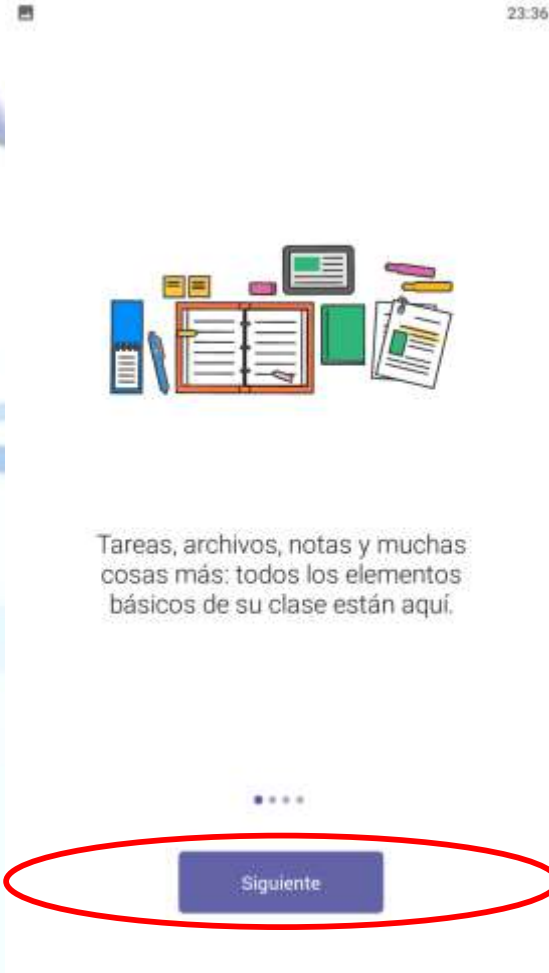 23:36
Tareas, archivos, notas y muchas
cosas más: todos los elementos
básicos de su clase están aquí.
Siguiente